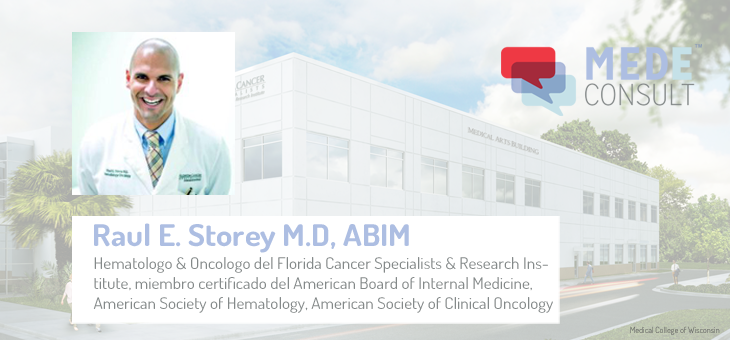 CANCER
MEDICAL ARTS BUILDING
MEDE™
CONSULT
Raul E. Storey M.D, ABIM
Hematologo & Oncologo del Florida Cancer Specialists & Research Ins-
titute, miembro certificado del American Board of Internal Medicine,
American Society of Hematology, American Society of Clinical Oncology
Medical College of Wisconsin